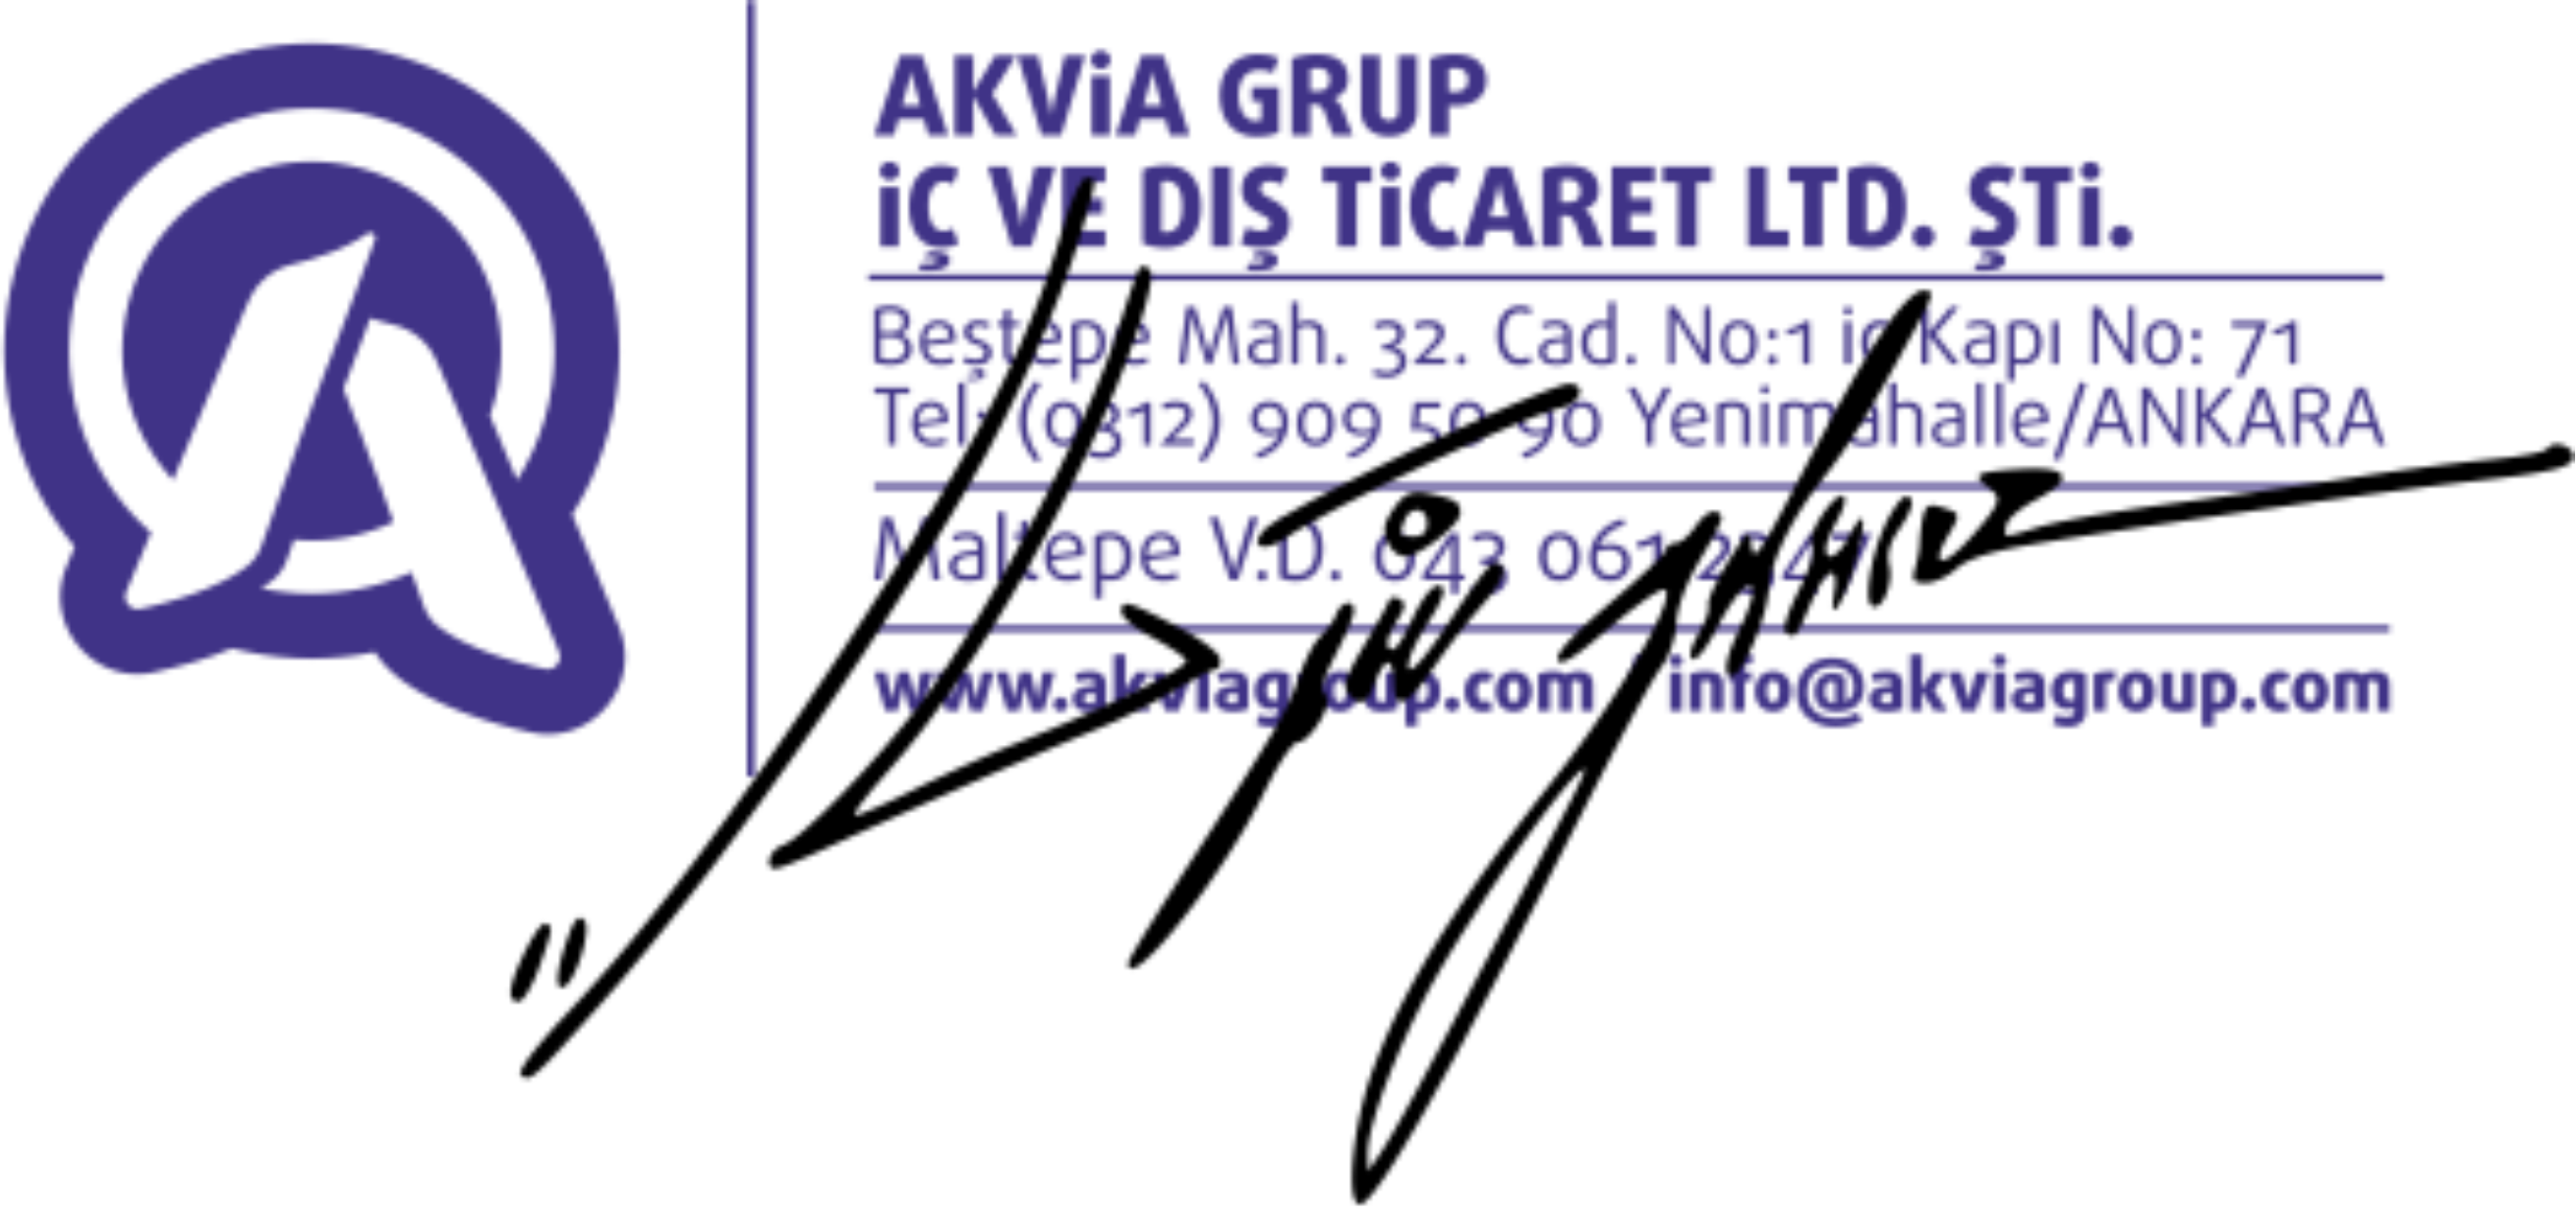 AKViA GRUP
iÇ VE DIŞ TiCARET LTD. ŞTi.
Beştepe Mah. 32. Cad. No:1 iç Kapı No: 71
Tel: (0312) 909 50 90 Yenimahalle/ANKARA
Maltepe V.D. 043 061
www.akviagroup.com info@akviagroup.com